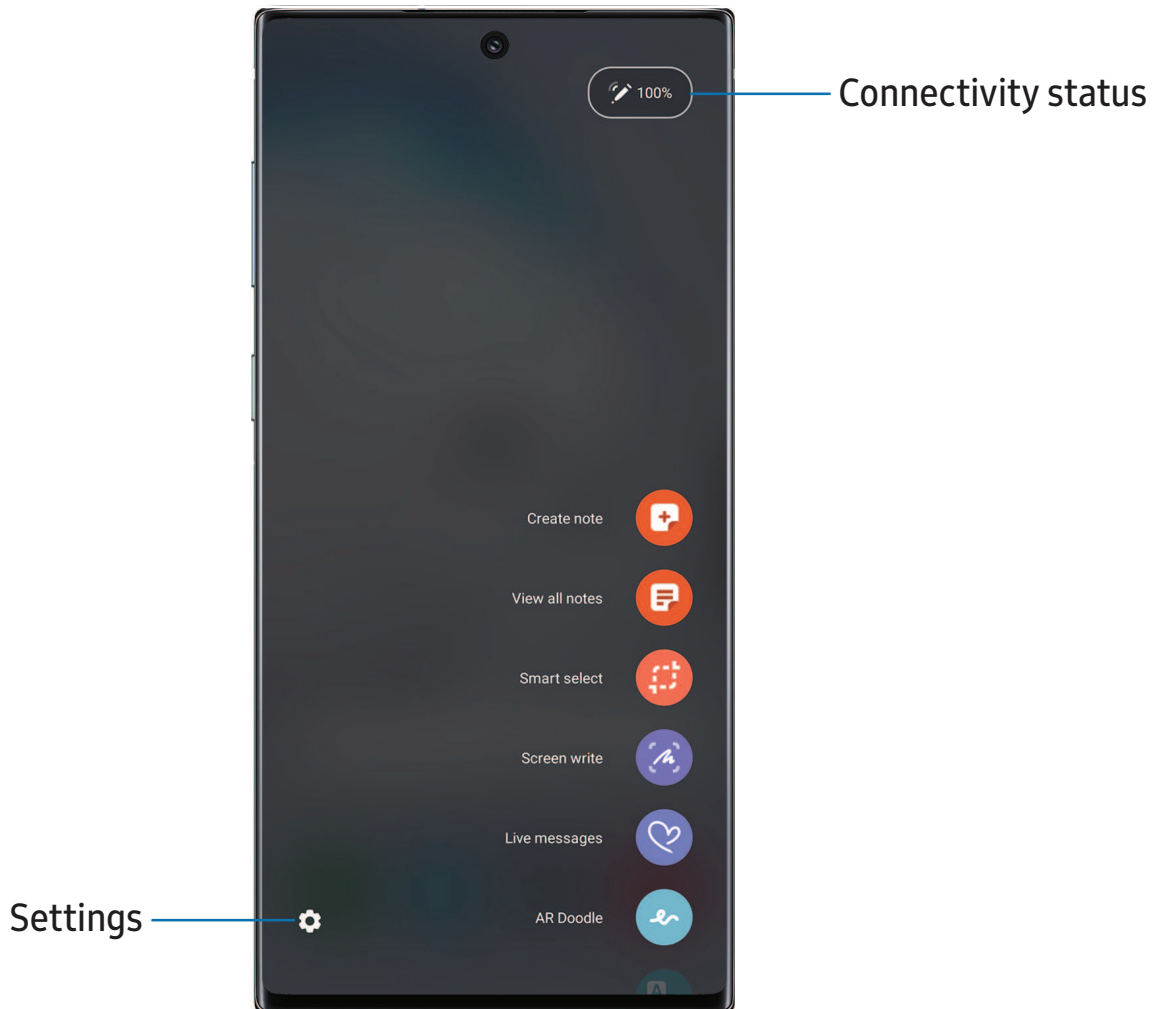 100%
Connectivity status
Create note
View all notes
Smart select
Screen write
Live messages
Settings
AR Doodle
A